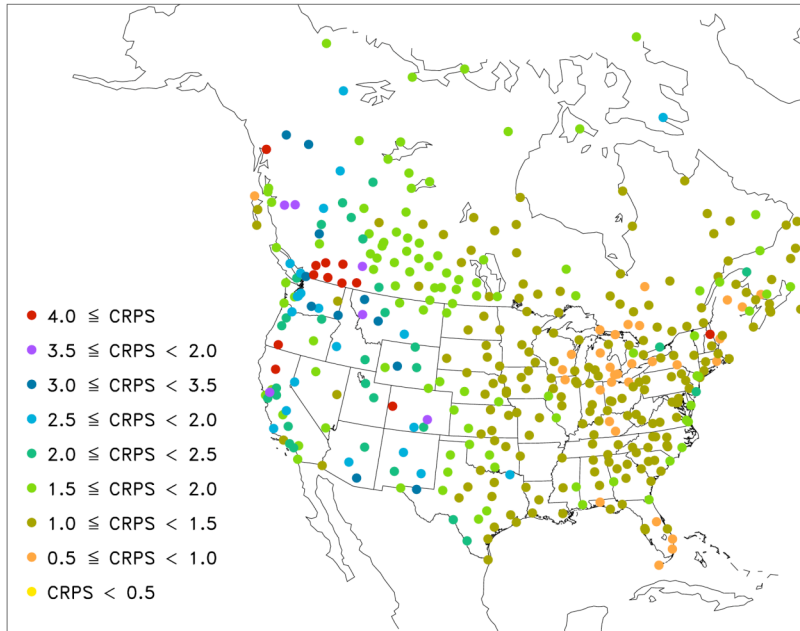 4.0 ≦ CRPS
3.5 ≦ CRPS < 2.0
3.0 ≦ CRPS < 3.5
2.5 ≦ CRPS < 2.0
2.0 ≦ CRPS < 2.5
1.5 ≦ CRPS < 2.0
1.0 ≦ CRPS < 1.5
0.5 ≦ CRPS < 1.0
CRPS < 0.5